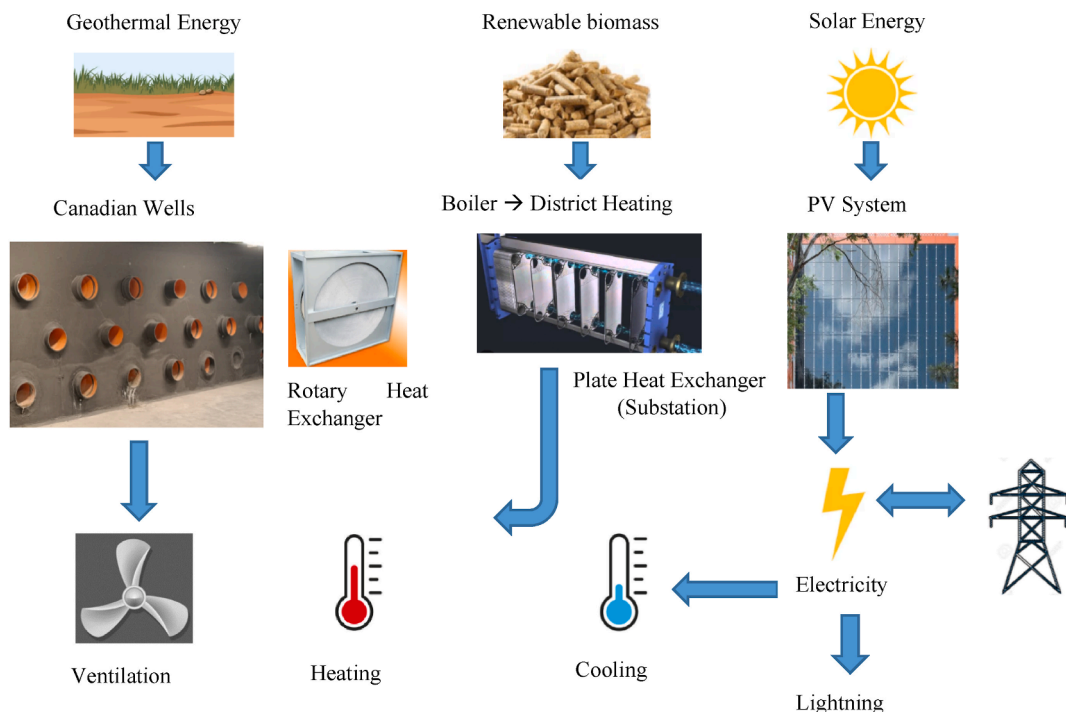 Geothermal Energy
Renewable biomass
Solar Energy
Canadian Wells
Boiler → District Heating
PV System
Rotary Heat
Exchanger
Plate Heat Exchanger
(Substation)
Electricity
Ventilation
Heating
Cooling
Lightning